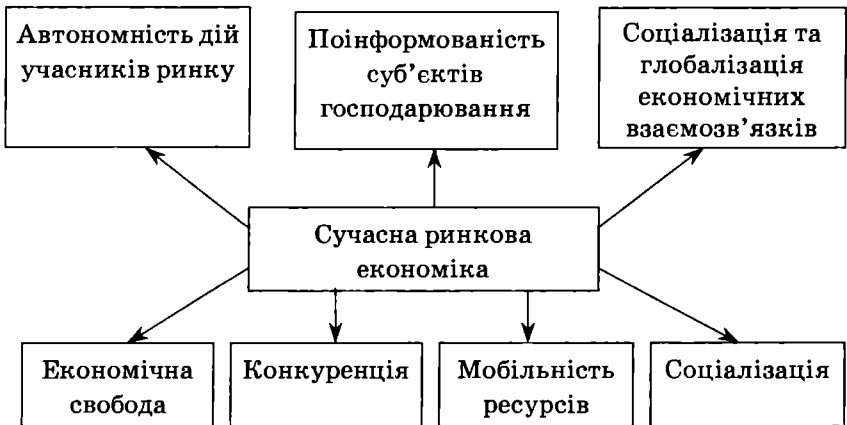 Автономність дій
учасників ринку
Поінформованість
суб'єктів
господарювання
Соціалізація та
глобалізація
економічних
взаємозв'язків
Сучасна ринкова
економіка
Економічна
свобода
Конкуренція
Мобільність
ресурсів
Соціалізація